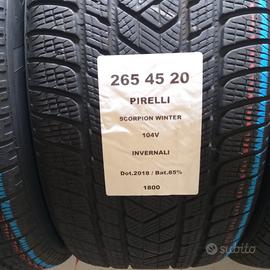 265 45 20
PIRELLI
SCORPION WINTER
104V
INVERNALI
Dot.2018 / Bat.85%
1800
subito